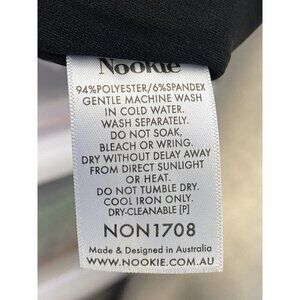 Nookie
94%POLYESTER/6%SPANDEX
GENTLE MACHINE WASH
IN COLD WATER.
WASH SEPARATELY.
DO NOT SOAK,
BLEACH OR WRING.
DRY WITHOUT DELAY AWAY
FROM DIRECT SUNLIGHT
OR HEAT.
DO NOT TUMBLE DRY.
COOL IRON ONLY.
DRY-CLEANABLE [P]
NON1708
Made & Designed in Australia
WWW.NOOKIE.COM.AU